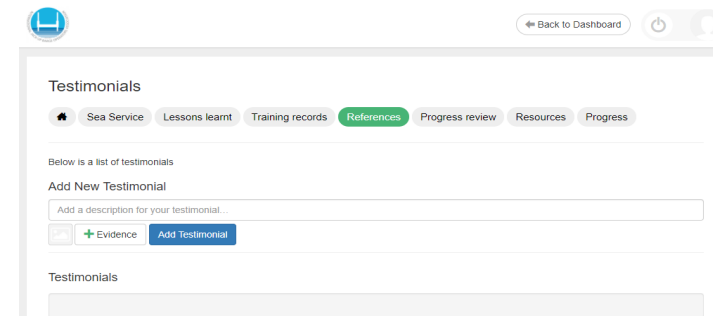 Back to Dashboard
Testimonials
Sea Service Lessons learnt Training records References Progress review Resources Progress
Below is a list of testimonials
Add New Testimonial
Add a description for your testimonial...
+ Evidence Add Testimonial
Testimonials